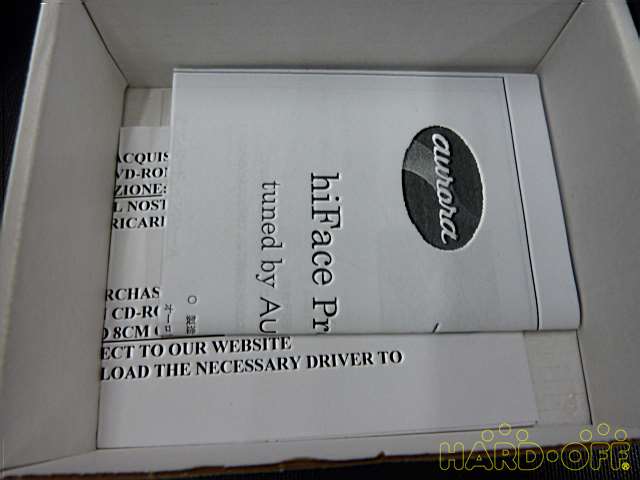 aurora
hiFace Pr
tuned by Au
ACQUIS
VD-ROM
ZIONE:
L NOST
RICARI
RCHAS
CD-RO
8CM
ECT TO OUR WEBSITE
LOAD THE NECESSARY DRIVER TO
HARD-OFF